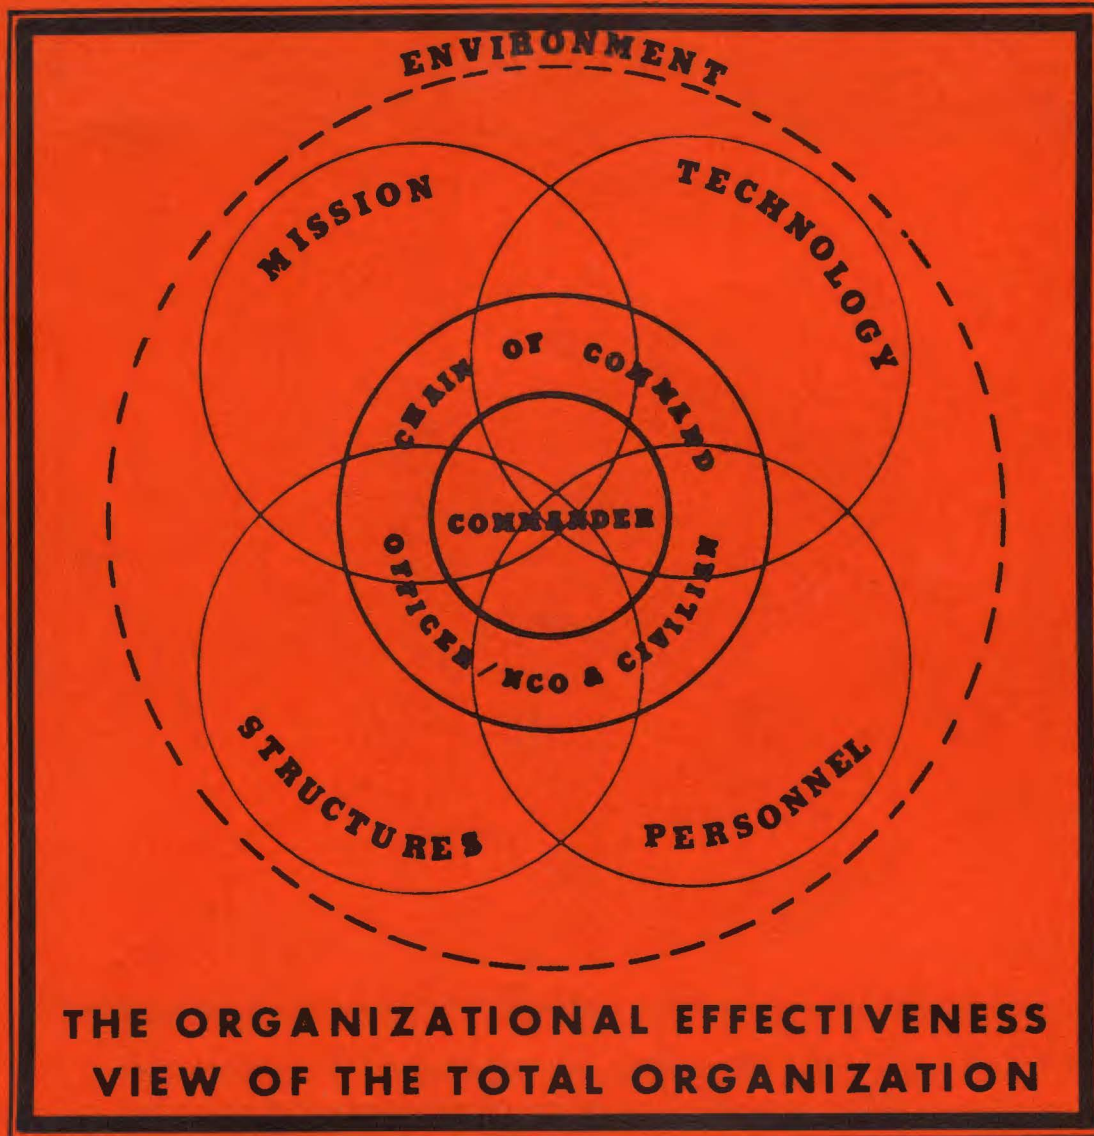 ENVIRONMENT
MISSION
TECHNOLOGY
CHAIN OF COMMAND
COMMANDER
OFFICER/NCO & CIVILIAN
STRUCTURES
PERSONNEL
THE ORGANIZATIONAL EFFECTIVENESS
VIEW OF THE TOTAL ORGANIZATION